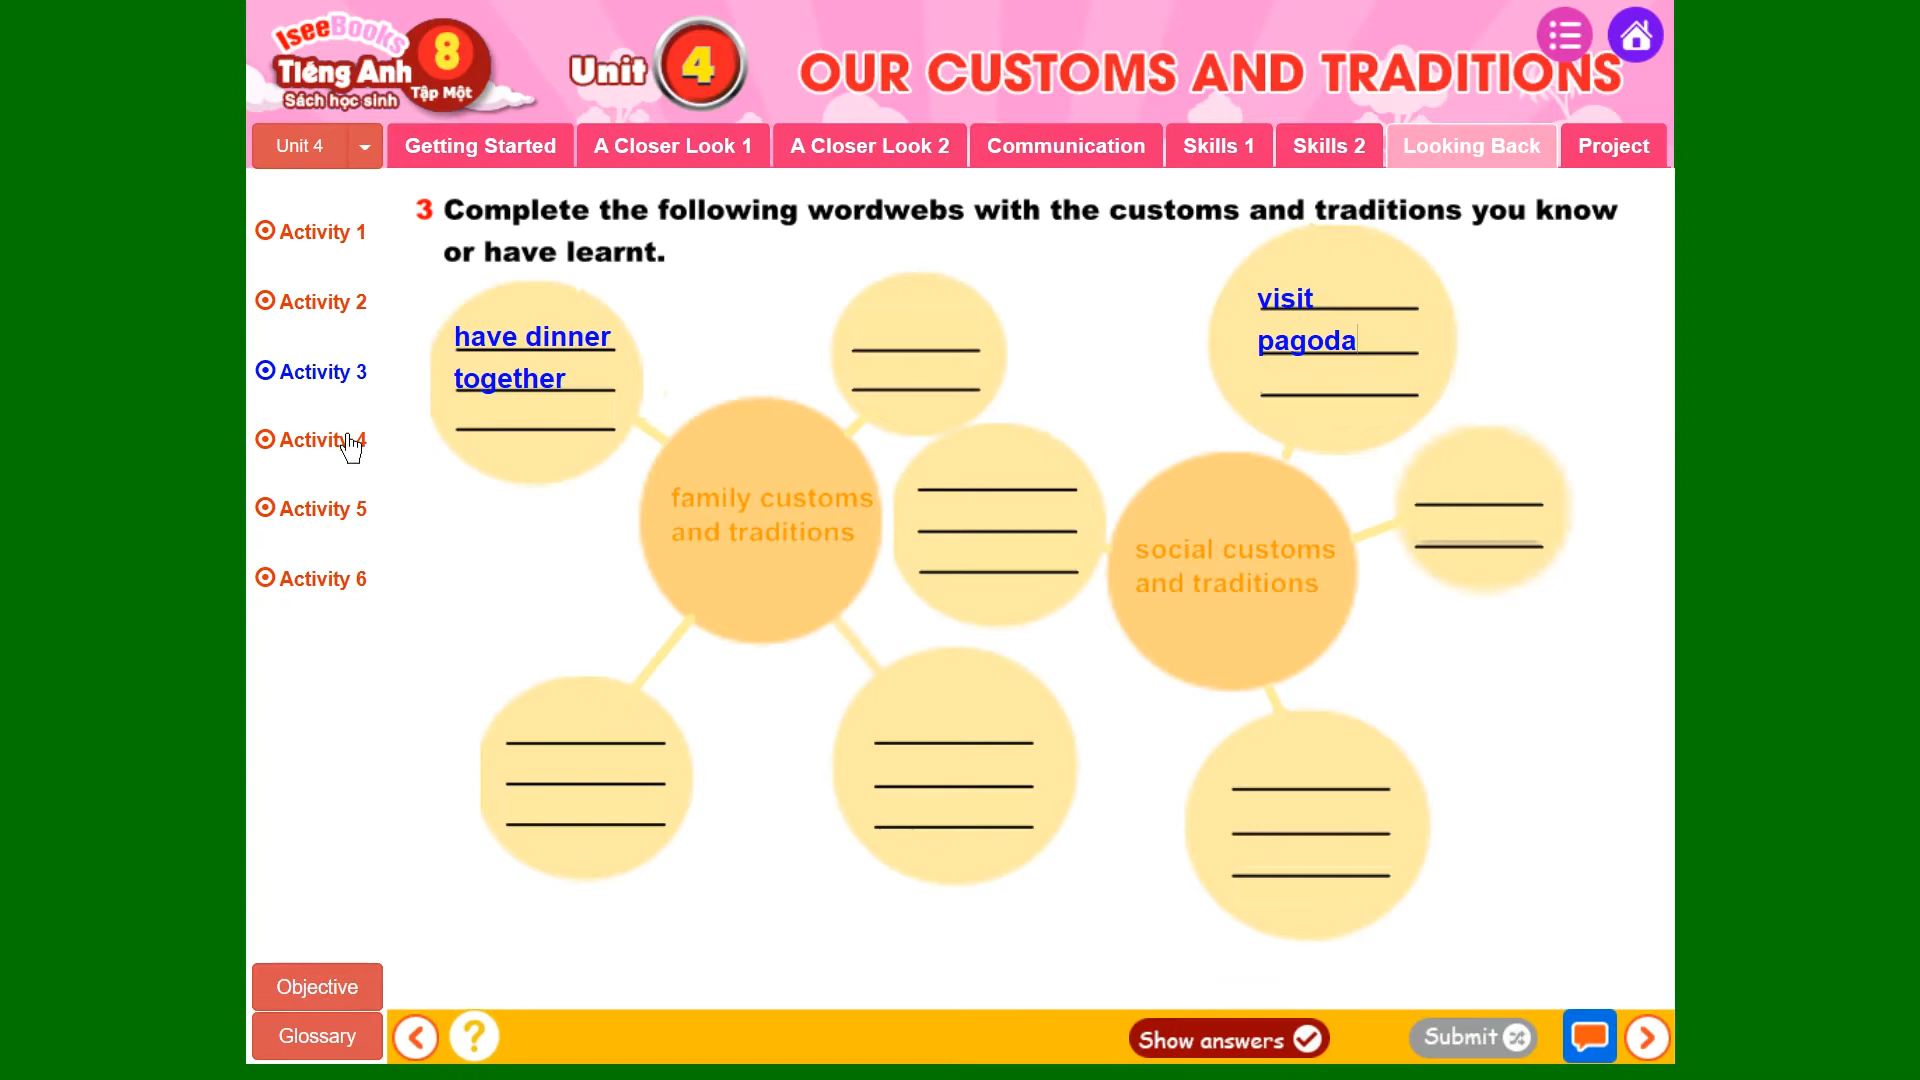 IseeBooks
Tiếng Anh 8
Sách học sinh Tập Một
Unit 4
OUR CUSTOMS AND TRADITIONS
Unit 4
Getting Started
A Closer Look 1
A Closer Look 2
Communication
Skills 1
Skills 2
Looking Back
Project
3 Complete the following wordwebs with the customs and traditions you know
or have learnt.
Activity 1
Activity 2
Activity 3
Activity 4
Activity 5
Activity 6
have dinner
together
family customs
and traditions
visit
pagoda
social customs
and traditions
Objective
Glossary
?
Show answers
Submit